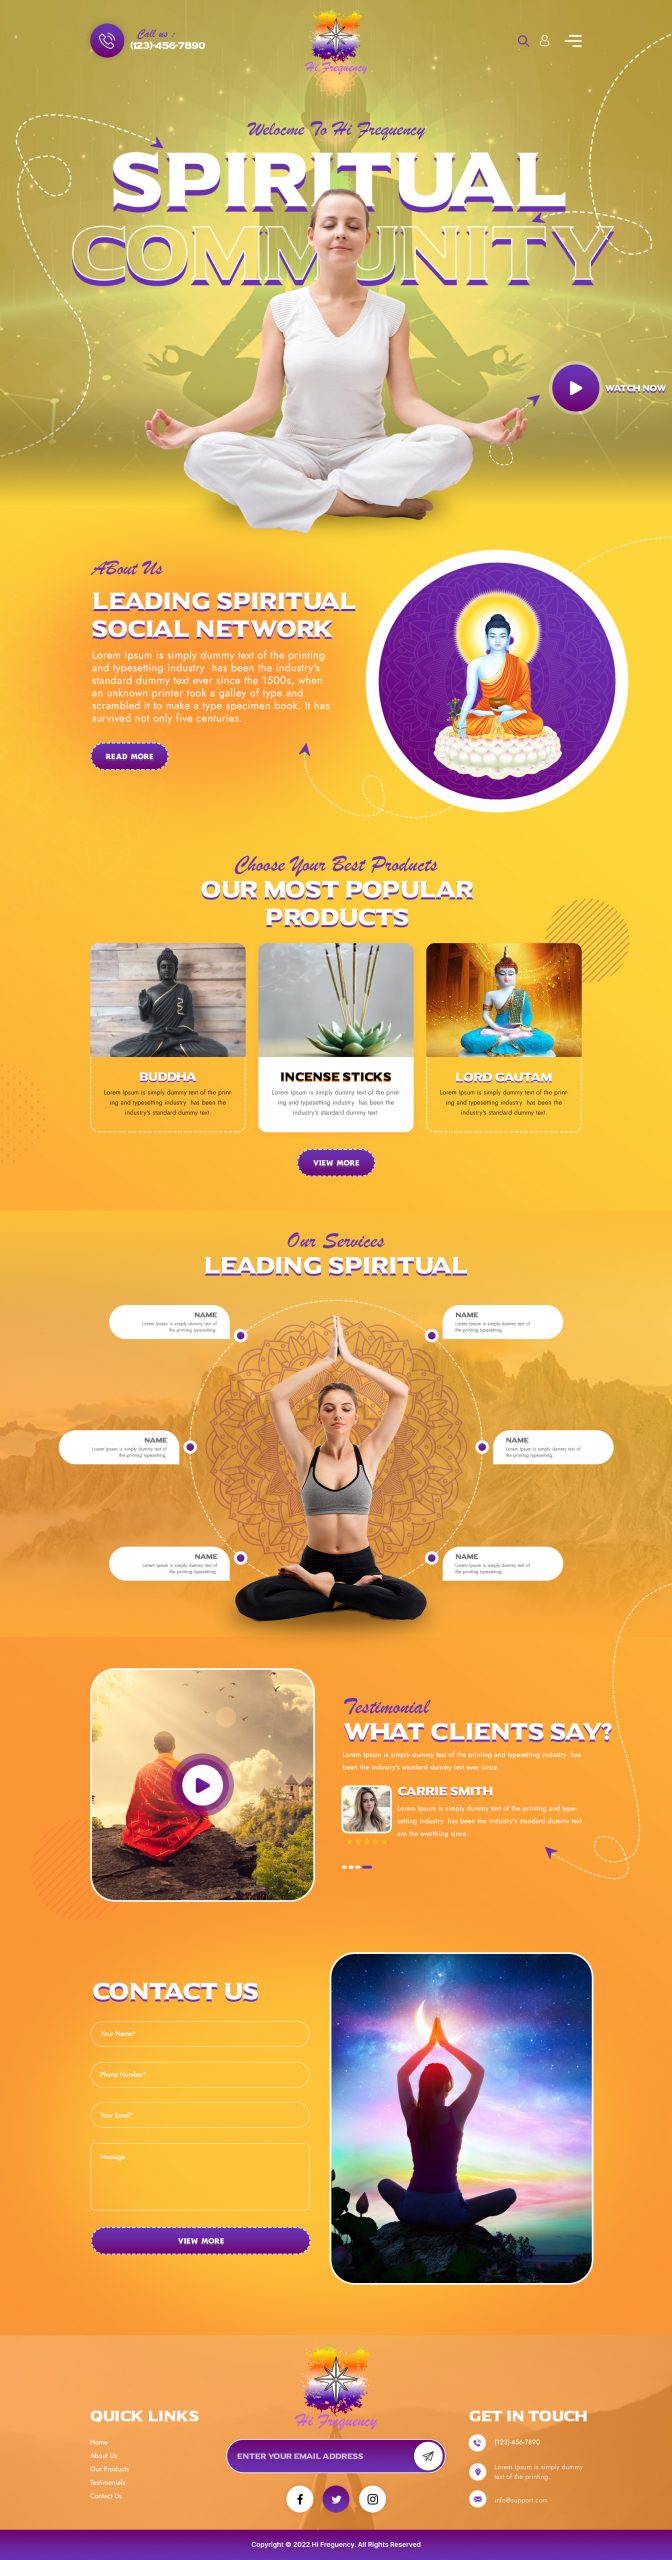 Call us :
(123)-456-7890
Hi Frequency
Welocme To Hi Frequency
SPIRITUAL
COMMUNITY
WATCH NOW
ABout Us
LEADING SPIRITUAL
SOCIAL NETWORK
Lorem Ipsum is simply dummy text of the printing
and typesetting industry has been the industry's
standard dummy text ever since the 1500s, when
an unknown printer took a galley of type and
scrambled it to make a type specimen book. It has
survived not only five centuries.
READ MORE
Choose Your Best Products
OUR MOST POPULAR
PRODUCTS
BUDDHA
Lorem Ipsum is simply dummy text of the print-
ing and typesetting industry has been the
industry's standard dummy text.
INCENSE STICKS
Lorem Ipsum is simply dummy text of the print-
ing and typesetting industry has been the
industry's standard dummy text.
LORD GAUTAM
Lorem Ipsum is simply dummy text of the print-
ing and typesetting industry has been the
industry's standard dummy text.
VIEW MORE
Our Services
LEADING SPIRITUAL
NAME
Lorem Ipsum is simply dummy text of
the printing typesetting.
NAME
Lorem Ipsum is simply dummy text of
the printing typesetting.
NAME
Lorem Ipsum is simply dummy text of
the printing typesetting.
NAME
Lorem Ipsum is simply dummy text of
the printing typesetting.
NAME
Lorem Ipsum is simply dummy text of
the printing typesetting.
NAME
Lorem Ipsum is simply dummy text of
the printing typesetting.
Testimonial
WHAT CLIENTS SAY?
Lorem Ipsum is simply dummy text of the printing and typesetting industry has
been the industry's standard dummy text ever since.
CARRIE SMITH
Lorem Ipsum is simply dummy text of the printing and type-
setting industry has been the industry's standard dummy text
are the everthing since.
CONTACT US
Your Name*
Phone Number*
Your Email*
Message
VIEW MORE
Hi Frequency
QUICK LINKS
Home
About Us
Our Products
Testimonials
Contact Us
ENTER YOUR EMAIL ADDRESS
GET IN TOUCH
(123)-456-7890
Lorem Ipsum is simply dummy
text of the printing.
info@support.com
Copyright © 2022 Hi Freguency. All Rights Reserved